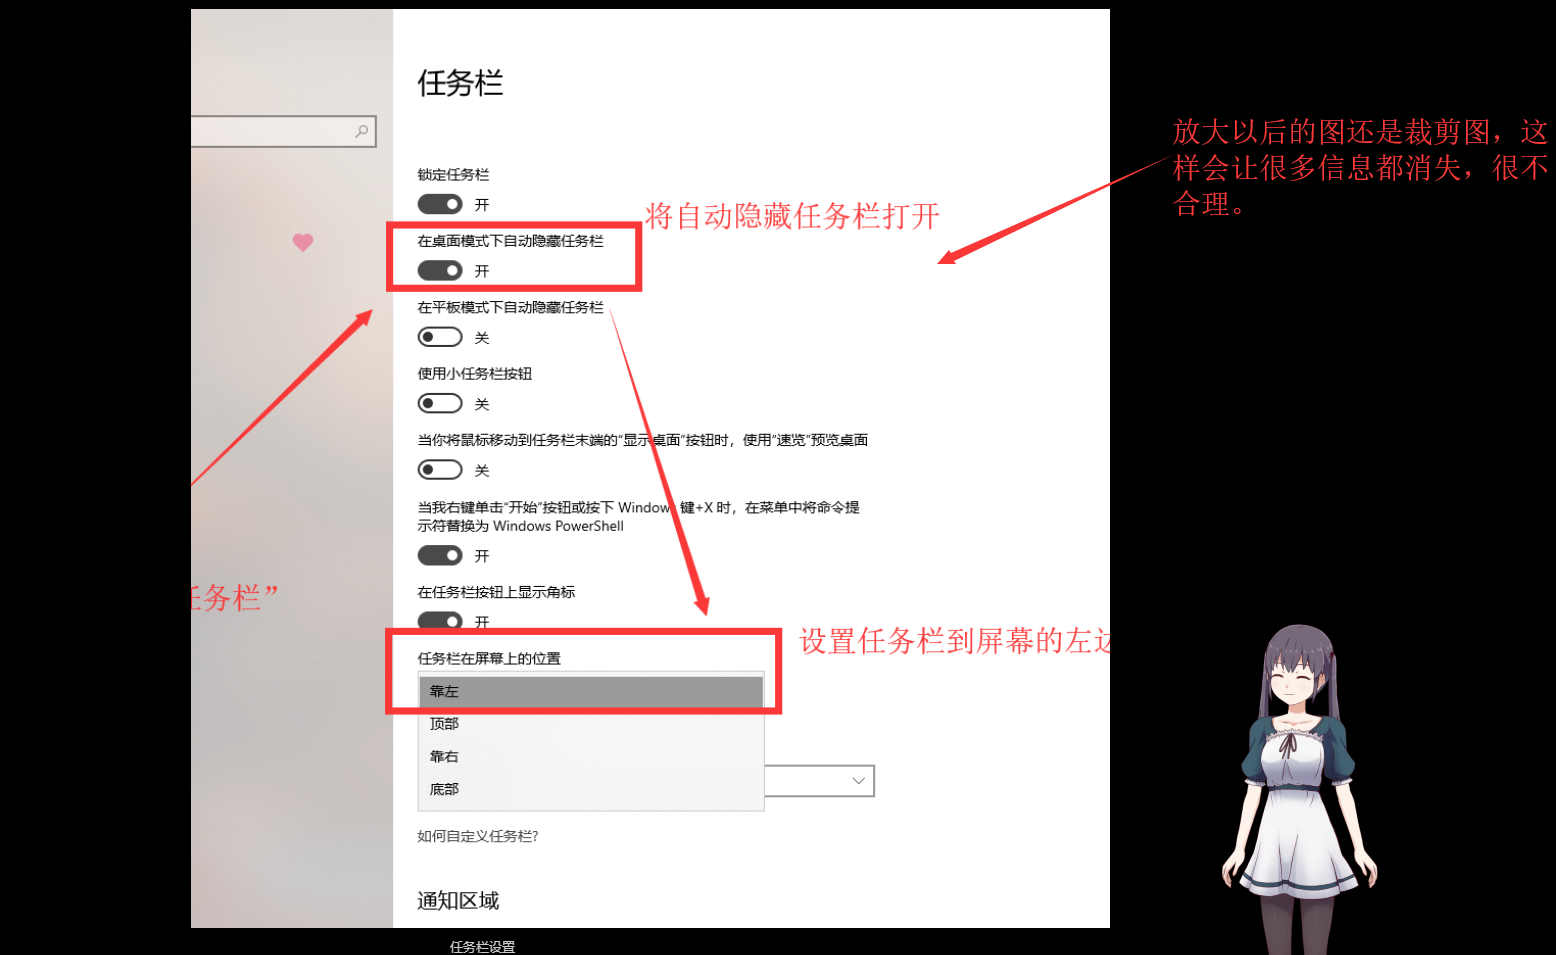 任务栏
放大以后的图还是裁剪图，这
样会让很多信息都消失，很不
合理。
锁定任务栏
开
将自动隐藏任务栏打开
在桌面模式下自动隐藏任务栏
开
在平板模式下自动隐藏任务栏
关
使用小任务栏按钮
关
当你将鼠标移动到任务栏末端的“显示桌面”按钮时，使用“速览”预览桌面
关
当我右键单击“开始”按钮或按下 Windows 键+X 时，在菜单中将命令提
示符替换为 Windows PowerShell
开
在任务栏按钮上显示角标
开
任务栏”
设置任务栏到屏幕的左边
任务栏在屏幕上的位置
靠左
顶部
靠右
底部
如何自定义任务栏?
通知区域
任务栏设置